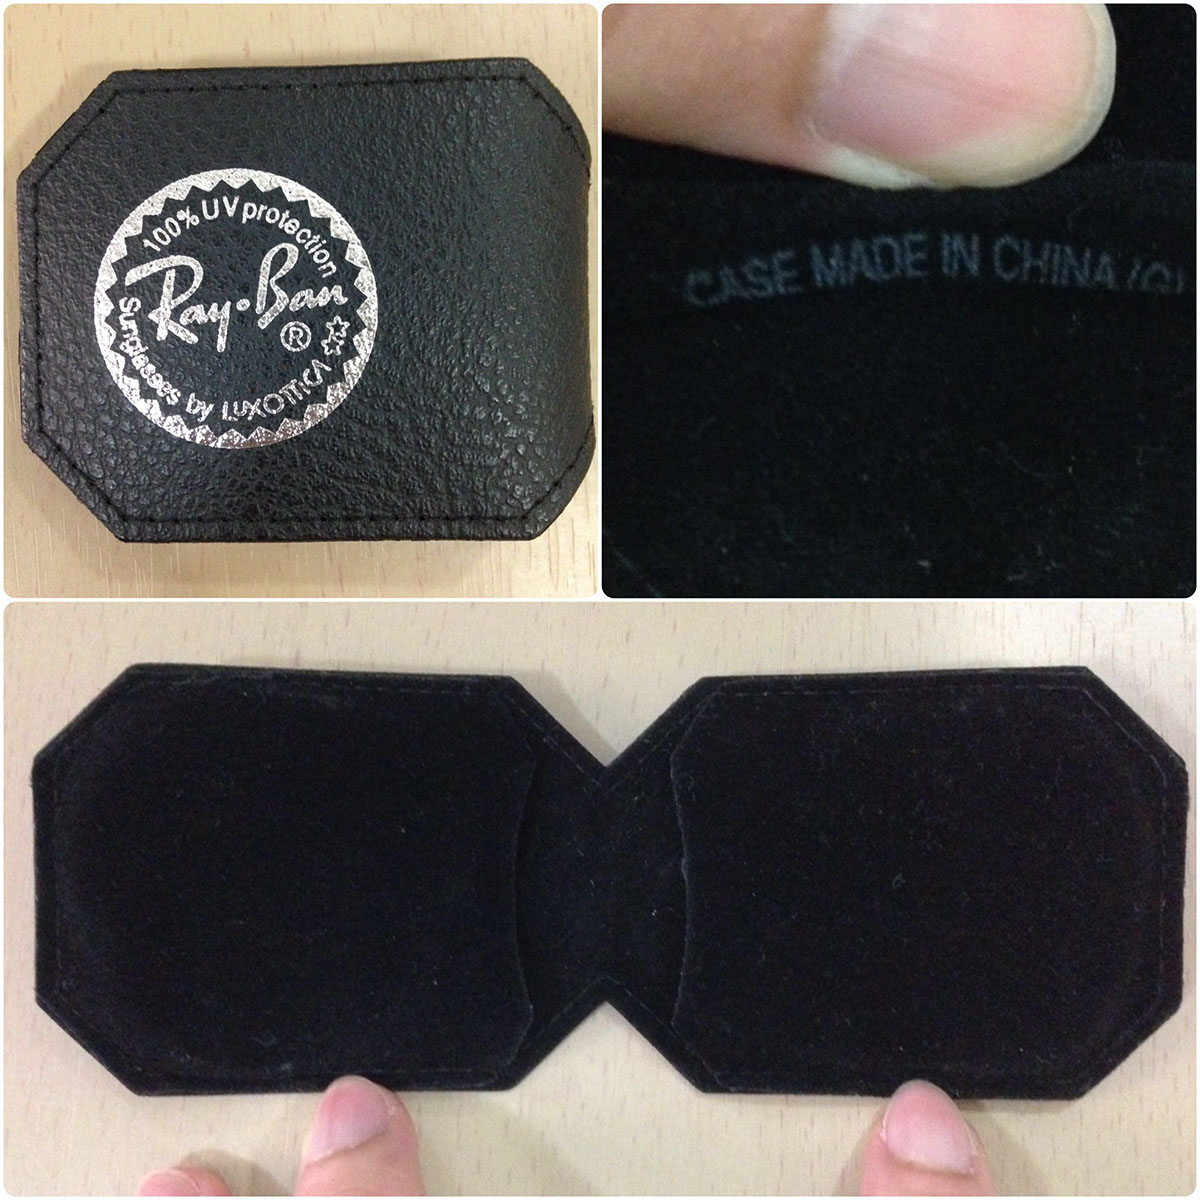 100% UV protection
Ray•Ban
®
Sunglasses by LUXOTTICA
CASE MADE IN CHINA (G)